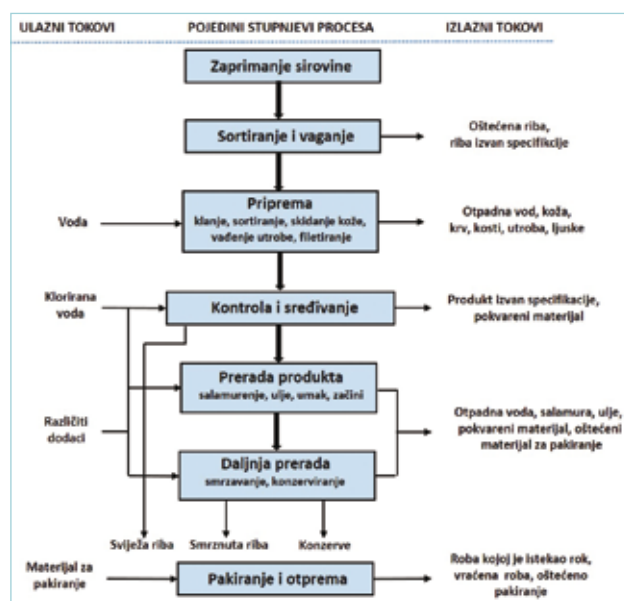 ULAZNI TOKOVI POJEDINI STUPNJEVI PROCESA IZLAZNI TOKOVI
Zaprimanje sirovine
Sortiranje i vaganje
Oštećena riba,
riba izvan specifikcije
Voda
Priprema
klanje, sortiranje, skidanje kože,
vađenje utrobe, filetiranje
Otpadna vod, koža,
krv, kosti, utroba, ljuske
Klorirana
voda
Kontrola i sređivanje
Produkt izvan specifikacije,
pokvareni materijal
Prerada produkta
salamurenje, ulje, umak, začini
Različiti
dodaci
Otpadna voda, salamura, ulje,
pokvareni materijal, oštećeni
materijal za pakiranje
Daljnja prerada
smrzavanje, konzerviranje
Sviježa riba Smrznuta riba Konzerve
Materijal za
pakiranje
Pakiranje i otprema
Roba kojoj je istekao rok,
vraćena roba, oštećeno
pakiranje